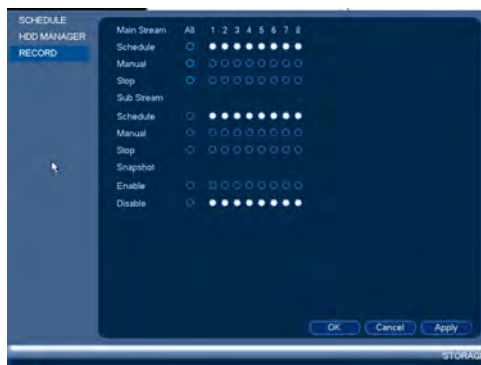 SCHEDULE
HDD MANAGER
RECORD
Main Stream All 1 2 3 4 5 6 7 8
Schedule
Manual
Stop
Sub Stream
Schedule
Manual
Stop
Snapshot
Enable
Disable
OK Cancel Apply
STORAG